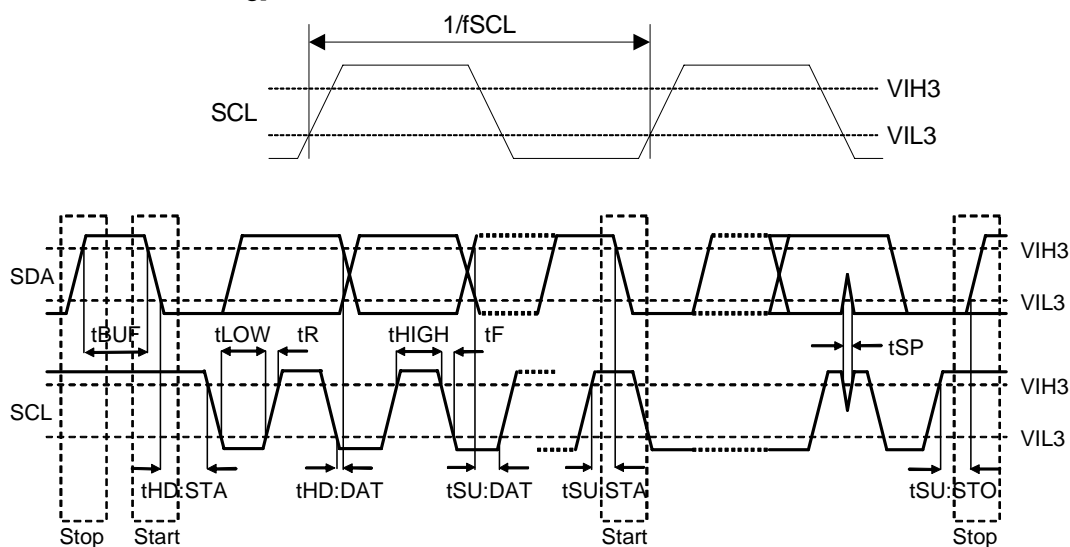 1/fSCL
VIH3
SCL
VIL3
VIH3
SDA
VIL3
tBUF tLOW tR tHIGH tF
tSP
VIH3
SCL
VIL3
tHD:STA tHD:DAT tSU:DAT tSU:STA tSU:STO
Stop Start Start Stop